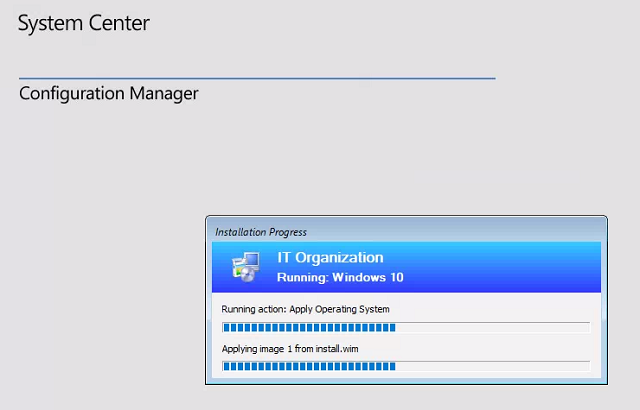 System Center
Configuration Manager
Installation Progress
IT Organization
Running: Windows 10
Running action: Apply Operating System
Applying image 1 from install.wim